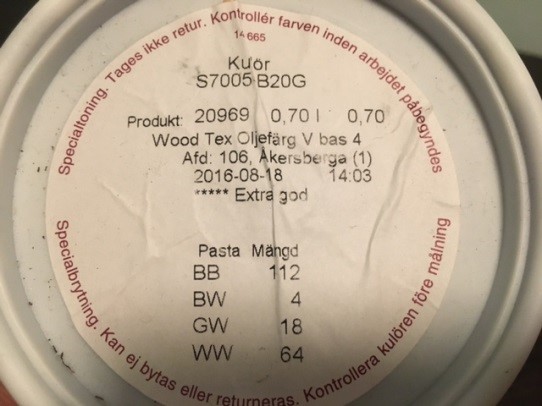 Specialtoning. Tages ikke retur. Kontrollér farven inden arbejdet påbegyndes
14665
Kulör
S7005 B20G
Produkt: 20969 0,70 l 0,70
Wood Tex Oljefärg V bas 4
Afd: 106, Åkersberga (1)
2016-08-18 14:03
***** Extra god
Pasta Mängd
BB 112
BW 4
GW 18
WW 64
Specialbrytning. Kan ej bytas eller returneras. Kontrollera kulören före målning